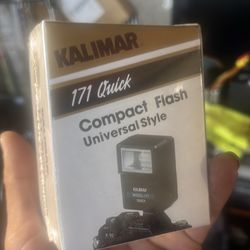 KALIMAR
171 Quick
Compact Flash
Universal Style
KALIMAR